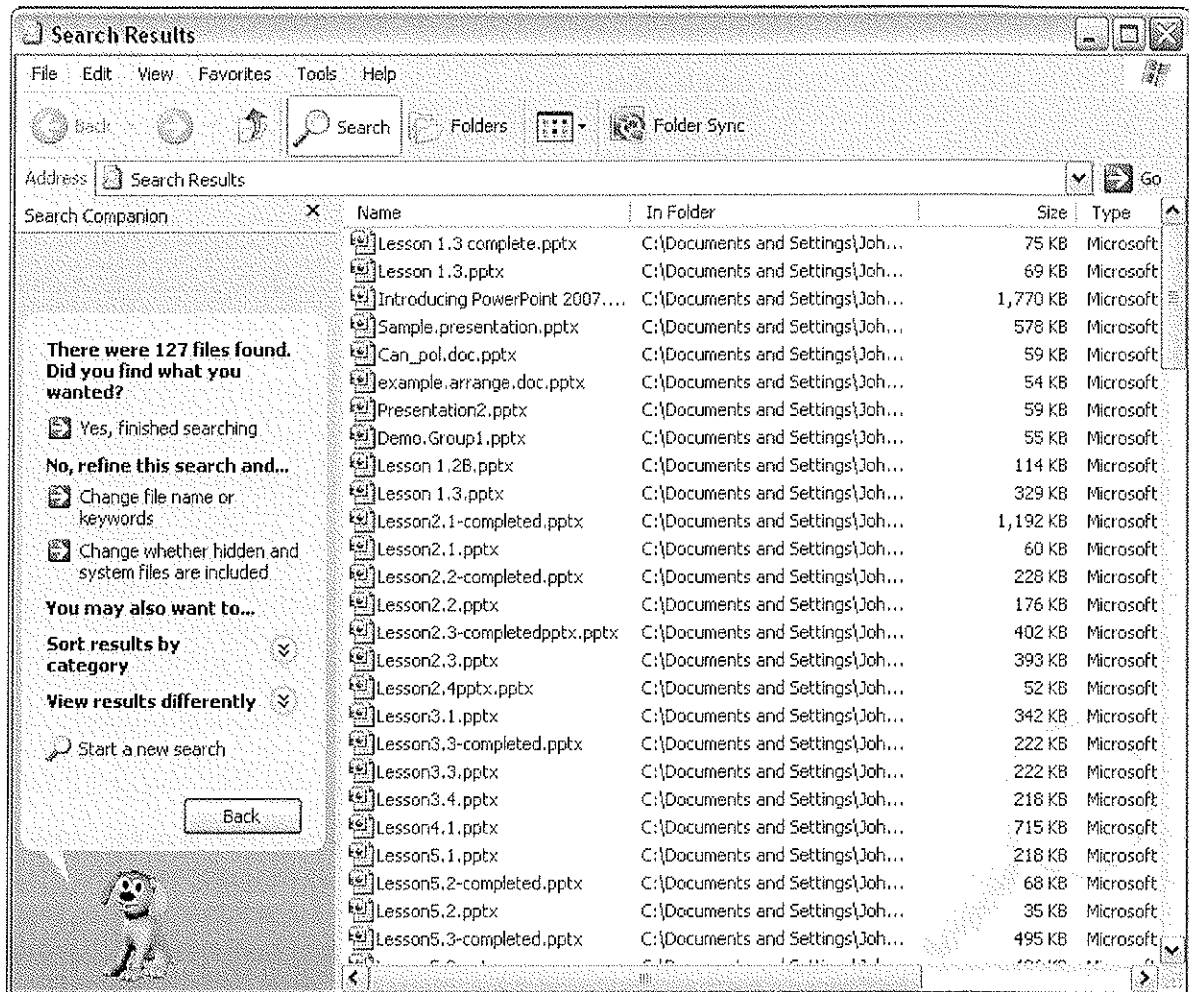 Search Results
File Edit View Favorites Tools Help
Back Search Folders Folder Sync
Address Search Results Go
Search Companion
There were 127 files found.
Did you find what you
wanted?
Yes, finished searching
No, refine this search and...
Change file name or
keywords
Change whether hidden and
system files are included
You may also want to...
Sort results by
category
View results differently
Start a new search
Back
Name In Folder Size Type
Lesson 1.3 complete.pptx C:\Documents and Settings\Joh... 75 KB Microsoft
Lesson 1.3.pptx C:\Documents and Settings\Joh... 69 KB Microsoft
Introducing PowerPoint 2007.... C:\Documents and Settings\Joh... 1,770 KB Microsoft
Sample.presentation.pptx C:\Documents and Settings\Joh... 578 KB Microsoft
Can_pol.doc.pptx C:\Documents and Settings\Joh... 59 KB Microsoft
example.arrange.doc.pptx C:\Documents and Settings\Joh... 54 KB Microsoft
Presentation2.pptx C:\Documents and Settings\Joh... 59 KB Microsoft
Demo.Group1.pptx C:\Documents and Settings\Joh... 55 KB Microsoft
Lesson 1.2B.pptx C:\Documents and Settings\Joh... 114 KB Microsoft
Lesson 1.3.pptx C:\Documents and Settings\Joh... 329 KB Microsoft
Lesson2.1-completed.pptx C:\Documents and Settings\Joh... 1,192 KB Microsoft
Lesson2.1.pptx C:\Documents and Settings\Joh... 60 KB Microsoft
Lesson2.2-completed.pptx C:\Documents and Settings\Joh... 228 KB Microsoft
Lesson2.2.pptx C:\Documents and Settings\Joh... 176 KB Microsoft
Lesson2.3-completedpptx.pptx C:\Documents and Settings\Joh... 402 KB Microsoft
Lesson2.3.pptx C:\Documents and Settings\Joh... 393 KB Microsoft
Lesson2.4pptx.pptx C:\Documents and Settings\Joh... 52 KB Microsoft
Lesson3.1.pptx C:\Documents and Settings\Joh... 342 KB Microsoft
Lesson3.3-completed.pptx C:\Documents and Settings\Joh... 222 KB Microsoft
Lesson3.3.pptx C:\Documents and Settings\Joh... 222 KB Microsoft
Lesson3.4.pptx C:\Documents and Settings\Joh... 218 KB Microsoft
Lesson4.1.pptx C:\Documents and Settings\Joh... 715 KB Microsoft
Lesson5.1.pptx C:\Documents and Settings\Joh... 218 KB Microsoft
Lesson5.2-completed.pptx C:\Documents and Settings\Joh... 68 KB Microsoft
Lesson5.2.pptx C:\Documents and Settings\Joh... 35 KB Microsoft
Lesson5.3-completed.pptx C:\Documents and Settings\Joh... 495 KB Microsoft